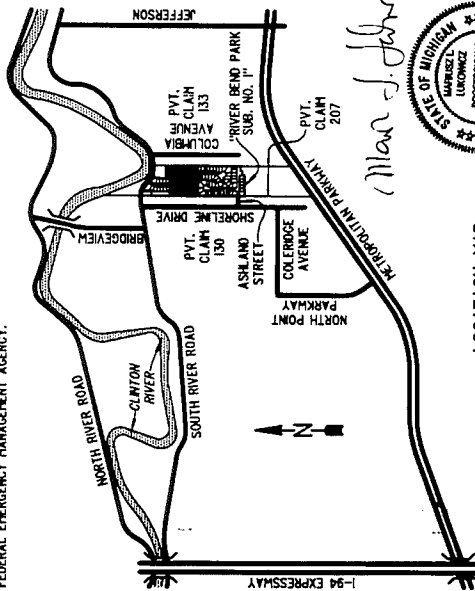 FEDERAL EMERGENCY MANAGEMENT AGENCY.
JEFFERSON
NORTH RIVER ROAD
CLINTON
RIVER
BRIDGEVIEW
SOUTH RIVER ROAD
PVT.
CLAIM
133
COLUMBIA
AVENUE
"RIVER BEND PARK
SUB. NO. 1"
SHORELINE DRIVE
PVT.
CLAIM
130
ASHLAND
STREET
PVT.
CLAIM
207
COLERIDGE
AVENUE
NORTH POINT
PARKWAY
METROPOLITAN PARKWAY
N
I-94 EXPRESSWAY
STATE OF MICHIGAN
LOCATION MAP